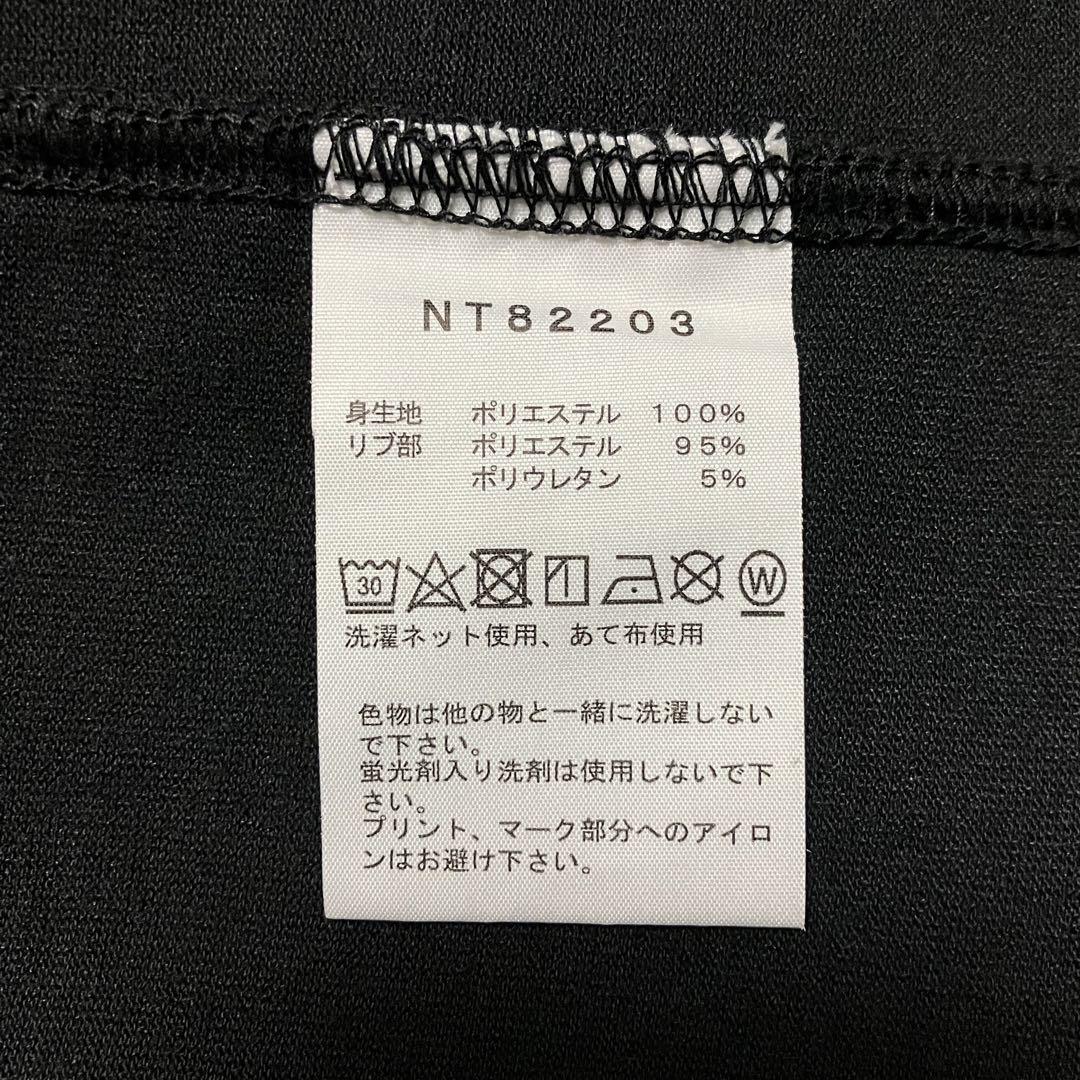 NT82203
身生地 ポリエステル 100%
リブ部 ポリエステル 95%
ポリウレタン 5%
30 W
洗濯ネット使用、あて布使用
色物は他の物と一緒に洗濯しない
で下さい。
蛍光剤入り洗剤は使用しないで下
さい。
プリント、マーク部分へのアイロ
ンはお避け下さい。